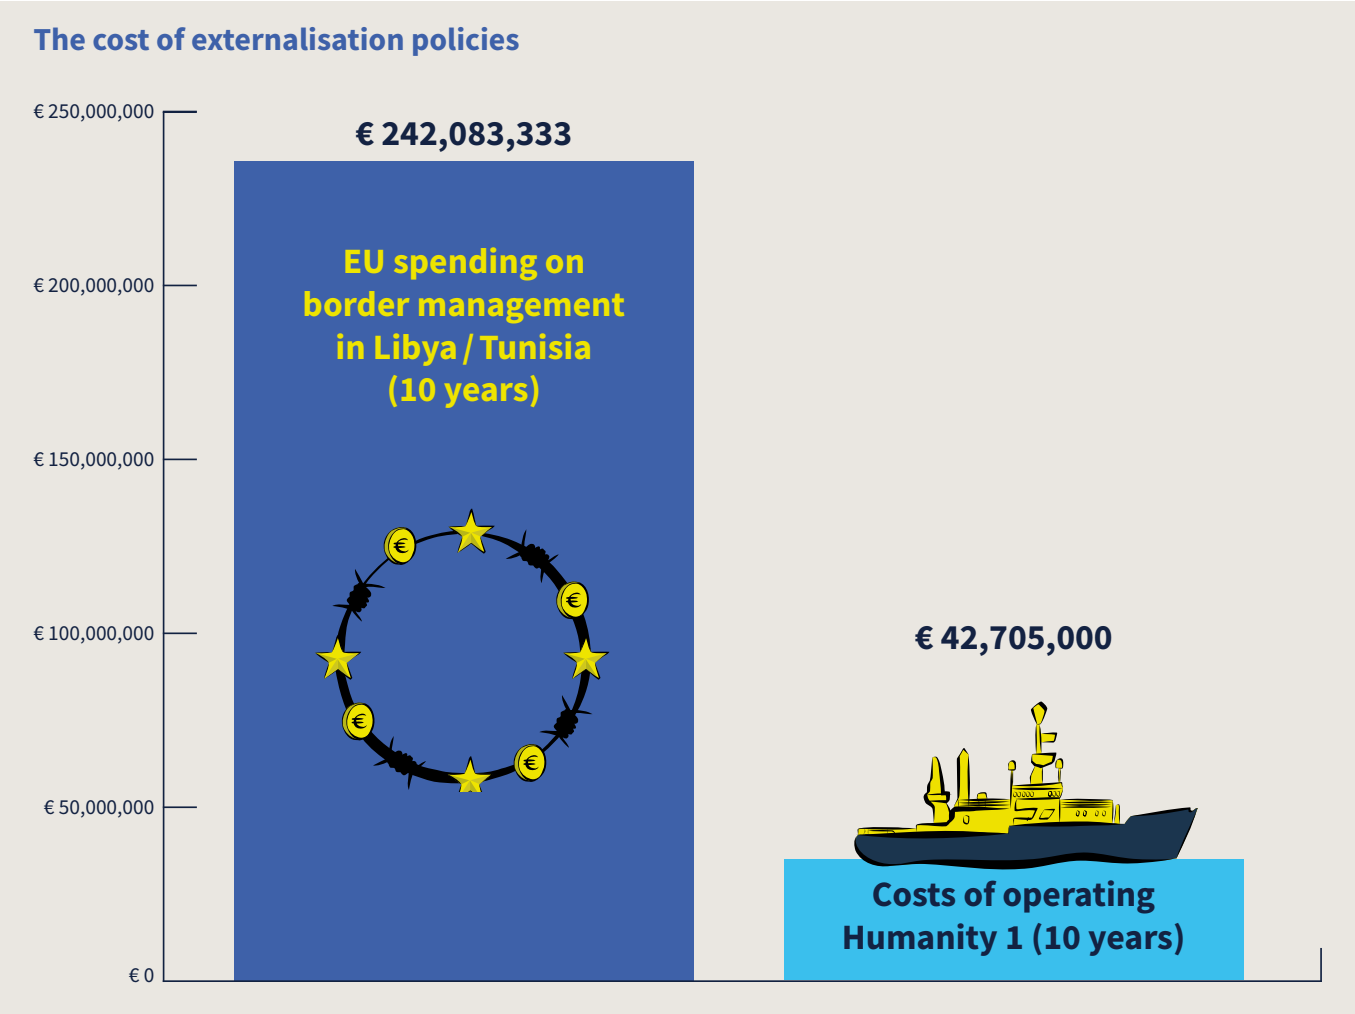 The cost of externalisation policies
€ 250,000,000
€ 242,083,333
EU spending on
border management
in Libya / Tunisia
(10 years)
€ 200,000,000
€ 150,000,000
€
€
€ 100,000,000
€ 42,705,000
€
€
€ 50,000,000
Costs of operating
Humanity 1 (10 years)
€ 0